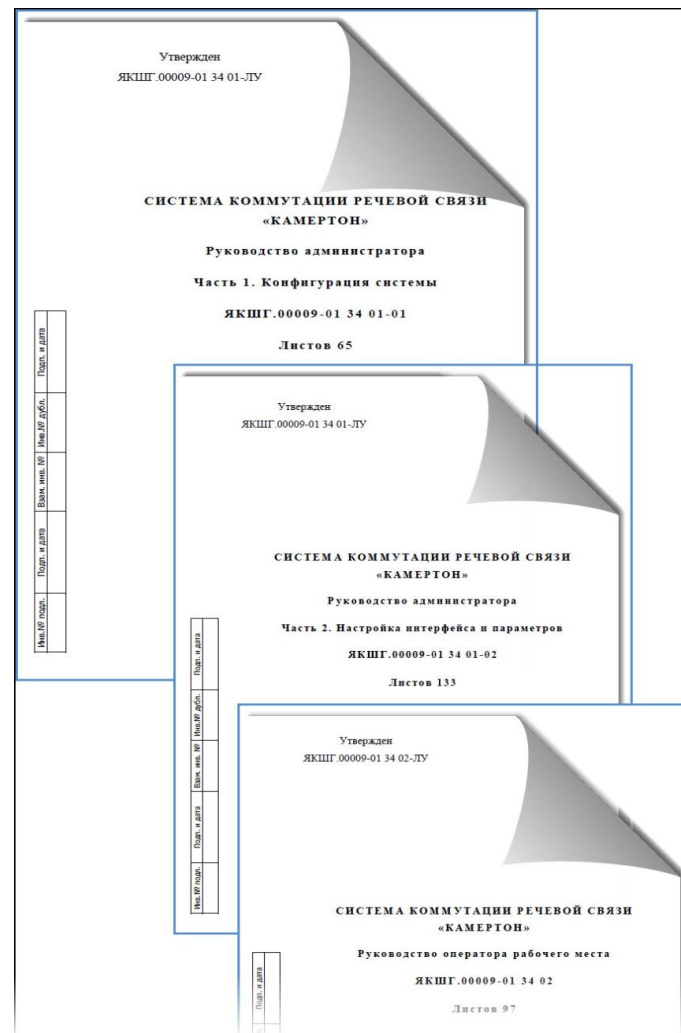 Утвержден
ЯКШГ.00009-01 34 01-ЛУ
СИСТЕМА КОММУТАЦИИ РЕЧЕВОЙ СВЯЗИ
«КАМЕРТОН»
Руководство администратора
Часть 1. Конфигурация системы
ЯКШГ.00009-01 34 01-01
Листов 65
Подп. и дата
Инв.№ дубл.
Взам. инв. №
Подп. и дата
Инв.№ подл.
Утвержден
ЯКШГ.00009-01 34 01-ЛУ
СИСТЕМА КОММУТАЦИИ РЕЧЕВОЙ СВЯЗИ
«КАМЕРТОН»
Руководство администратора
Часть 2. Настройка интерфейса и параметров
ЯКШГ.00009-01 34 01-02
Листов 133
Подп. и дата
Инв.№ дубл.
Взам. инв. №
Подп. и дата
Инв.№ подл.
Утвержден
ЯКШГ.00009-01 34 02-ЛУ
СИСТЕМА КОММУТАЦИИ РЕЧЕВОЙ СВЯЗИ
«КАМЕРТОН»
Руководство оператора рабочего места
ЯКШГ.00009-01 34 02
Листов 97
Подп. и дата